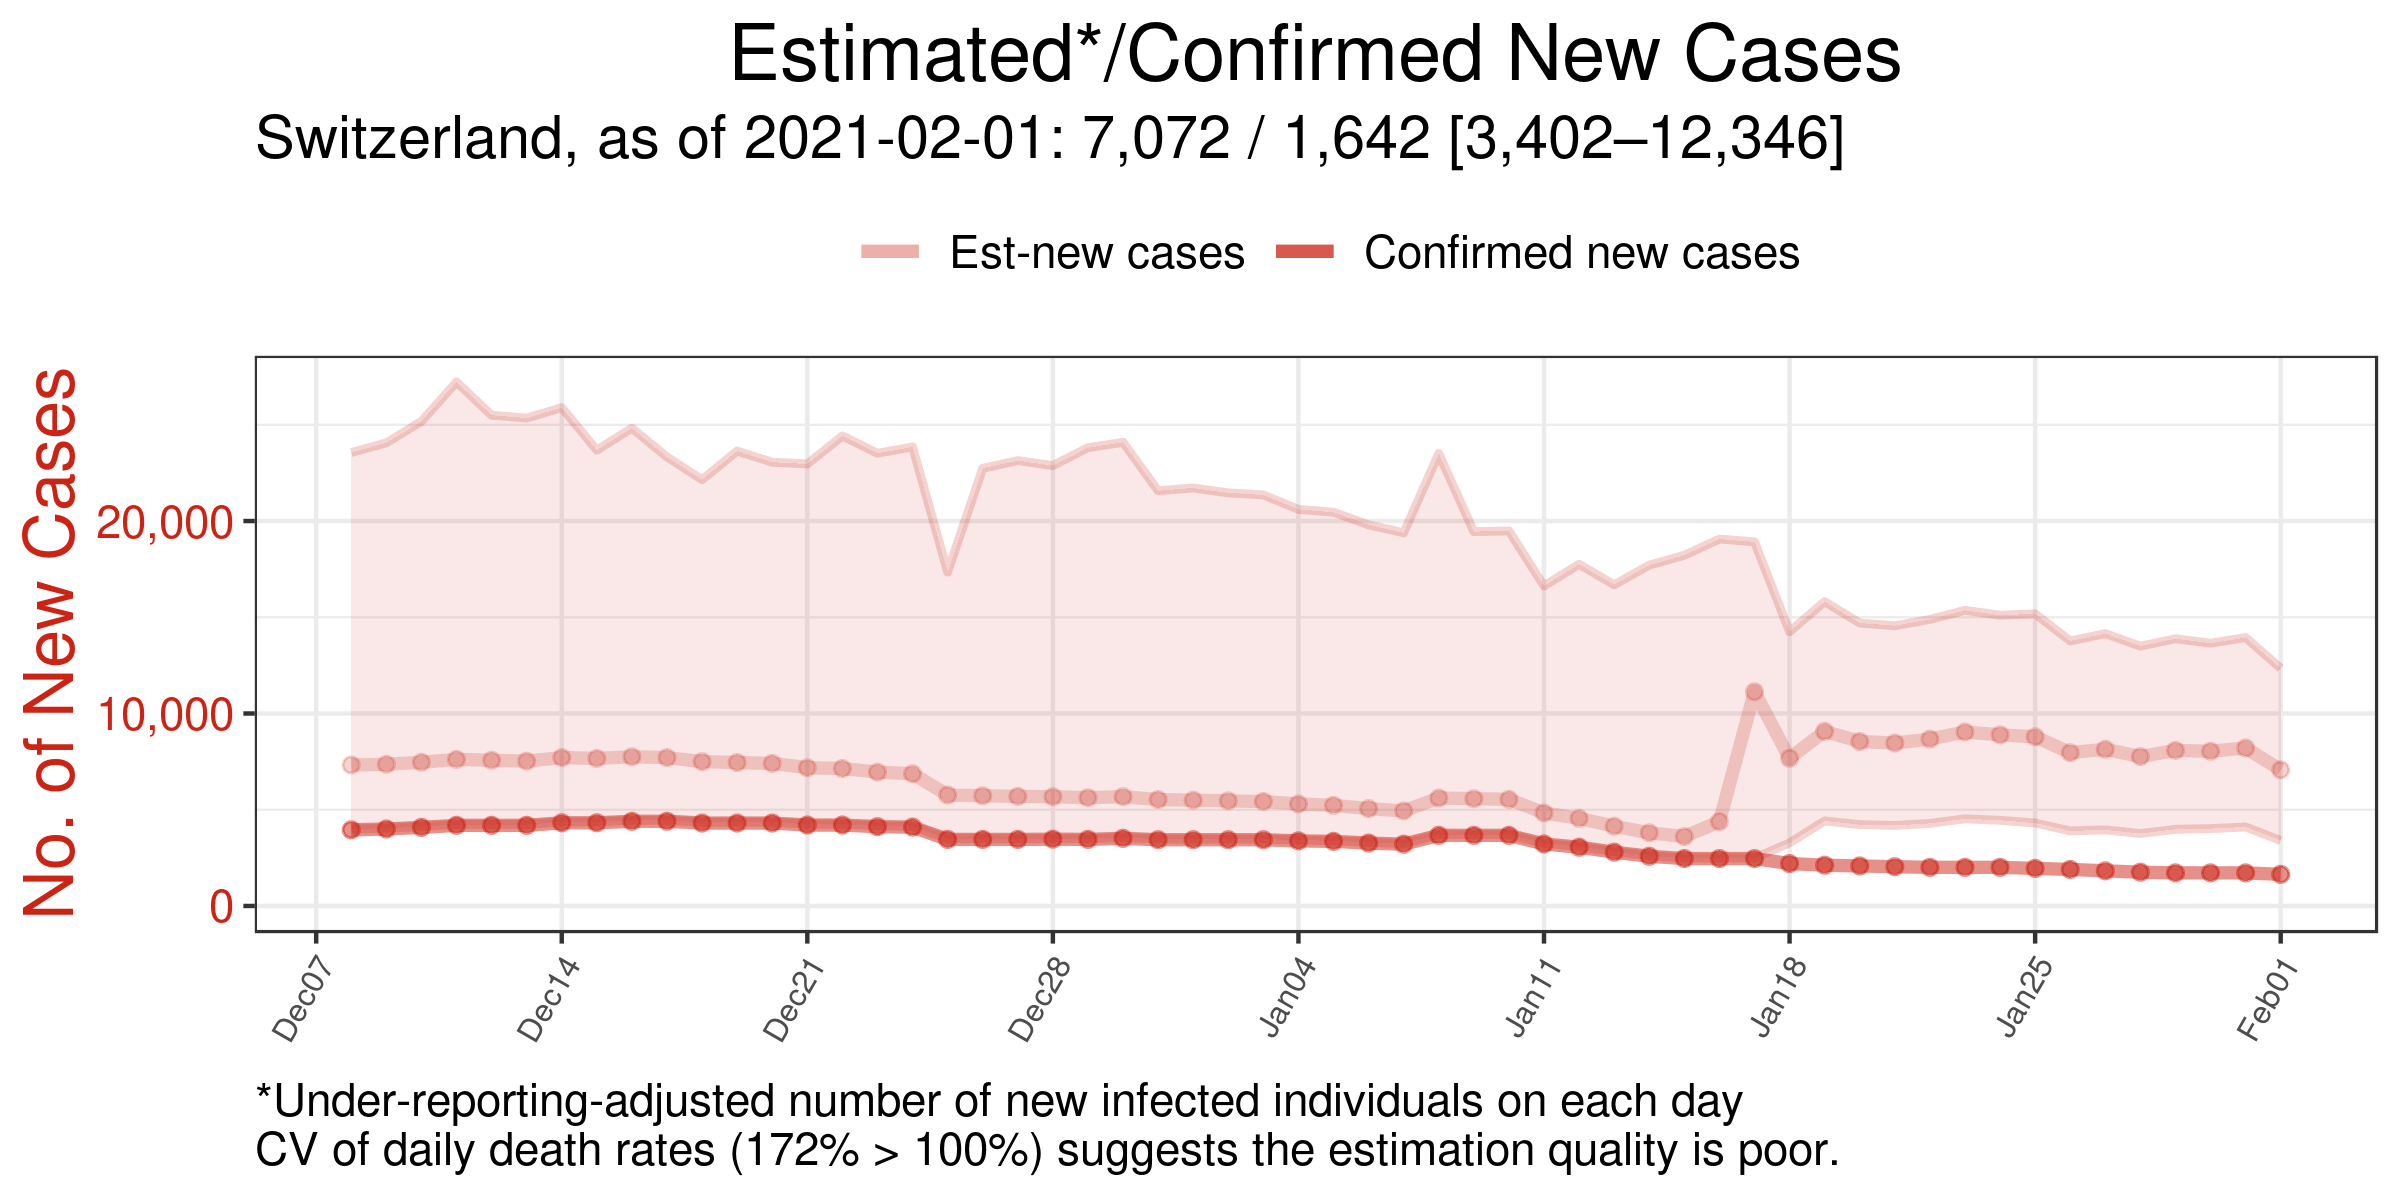 Estimated*/Confirmed New Cases
Switzerland, as of 2021-02-01: 7,072 / 1,642 [3,402–12,346]
Est-new cases
Confirmed new cases
No. of New Cases
20,000
10,000
0
Dec07
Dec14
Dec21
Dec28
Jan04
Jan11
Jan18
Jan25
Feb01
*Under-reporting-adjusted number of new infected individuals on each day
CV of daily death rates (172% > 100%) suggests the estimation quality is poor.